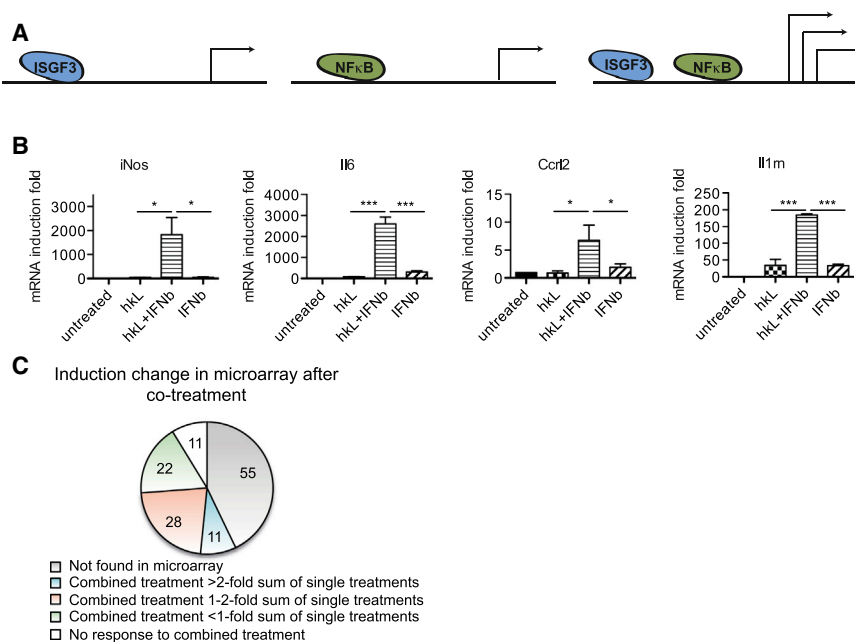 A
ISGF3
NFκB
ISGF3
NFκB
B
iNos
mRNA induction fold
3000
2000
1000
0
untreated
hkL
hkL+IFNb
IFNb
*
*
Il6
mRNA induction fold
4000
3000
2000
1000
0
untreated
hkL
hkL+IFNb
IFNb
***
***
Ccrl2
mRNA induction fold
15
10
5
0
untreated
hkL
hkL+IFNb
IFNb
*
*
Il1rn
mRNA induction fold
250
200
150
100
50
0
untreated
hkL
hkL+IFNb
IFNb
***
***
C
Induction change in microarray after
co-treatment
11
55
22
28
11
Not found in microarray
Combined treatment >2-fold sum of single treatments
Combined treatment 1-2-fold sum of single treatments
Combined treatment <1-fold sum of single treatments
No response to combined treatment